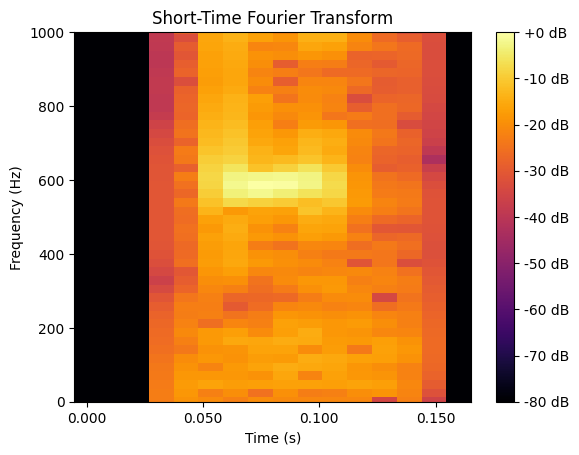 Short-Time Fourier Transform
Frequency (Hz)
1000
800
600
400
200
0
0.000
0.050
0.100
0.150
Time (s)
+0 dB
-10 dB
-20 dB
-30 dB
-40 dB
-50 dB
-60 dB
-70 dB
-80 dB